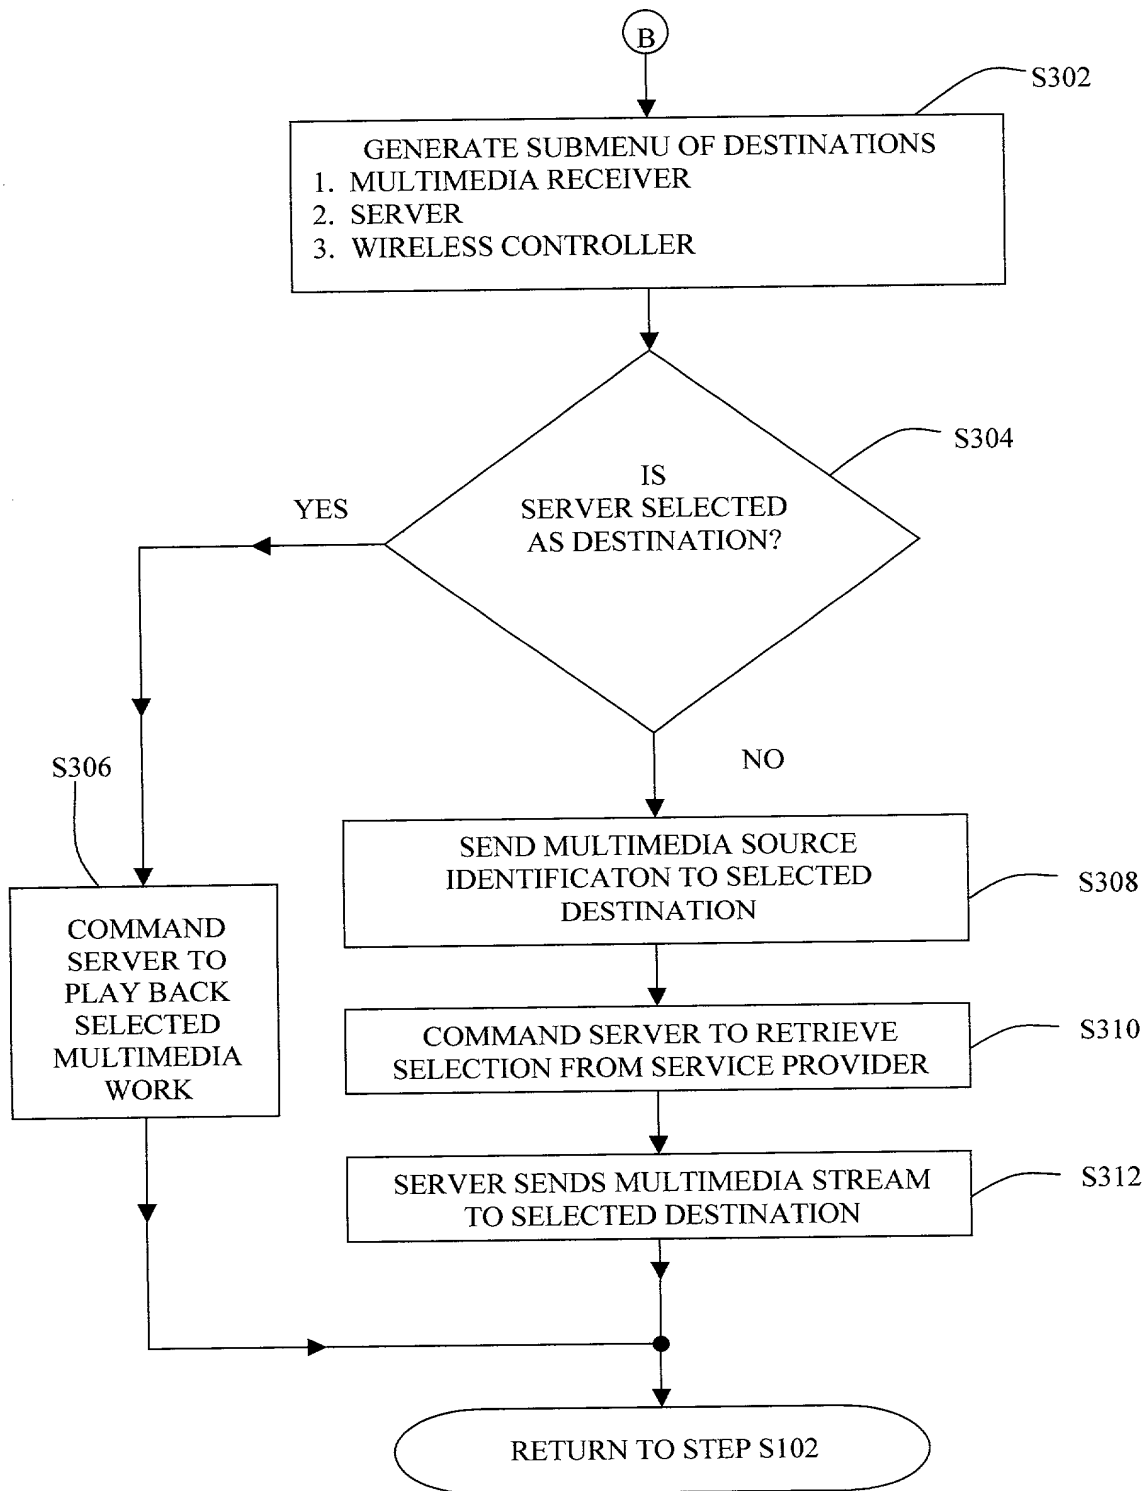 B
S302
GENERATE SUBMENU OF DESTINATIONS
1. MULTIMEDIA RECEIVER
2. SERVER
3. WIRELESS CONTROLLER
S304
IS
SERVER SELECTED
AS DESTINATION?
YES
NO
S306
COMMAND
SERVER TO
PLAY BACK
SELECTED
MULTIMEDIA
WORK
SEND MULTIMEDIA SOURCE
IDENTIFICATON TO SELECTED
DESTINATION
S308
COMMAND SERVER TO RETRIEVE
SELECTION FROM SERVICE PROVIDER
S310
SERVER SENDS MULTIMEDIA STREAM
TO SELECTED DESTINATION
S312
RETURN TO STEP S102